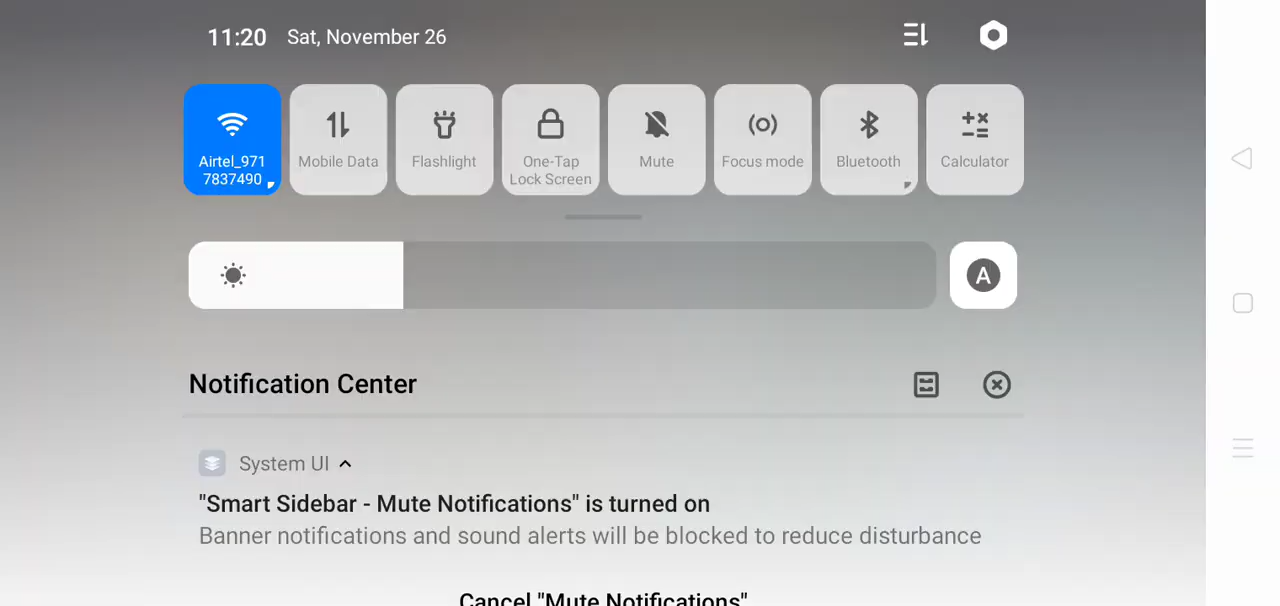 11:20 Sat, November 26
Airtel_971
7837490
Mobile Data
Flashlight
One-Tap
Lock Screen
Mute
Focus mode
Bluetooth
Calculator
A
Notification Center
System UI
"Smart Sidebar - Mute Notifications" is turned on
Banner notifications and sound alerts will be blocked to reduce disturbance
Cancel "Mute Notifications"